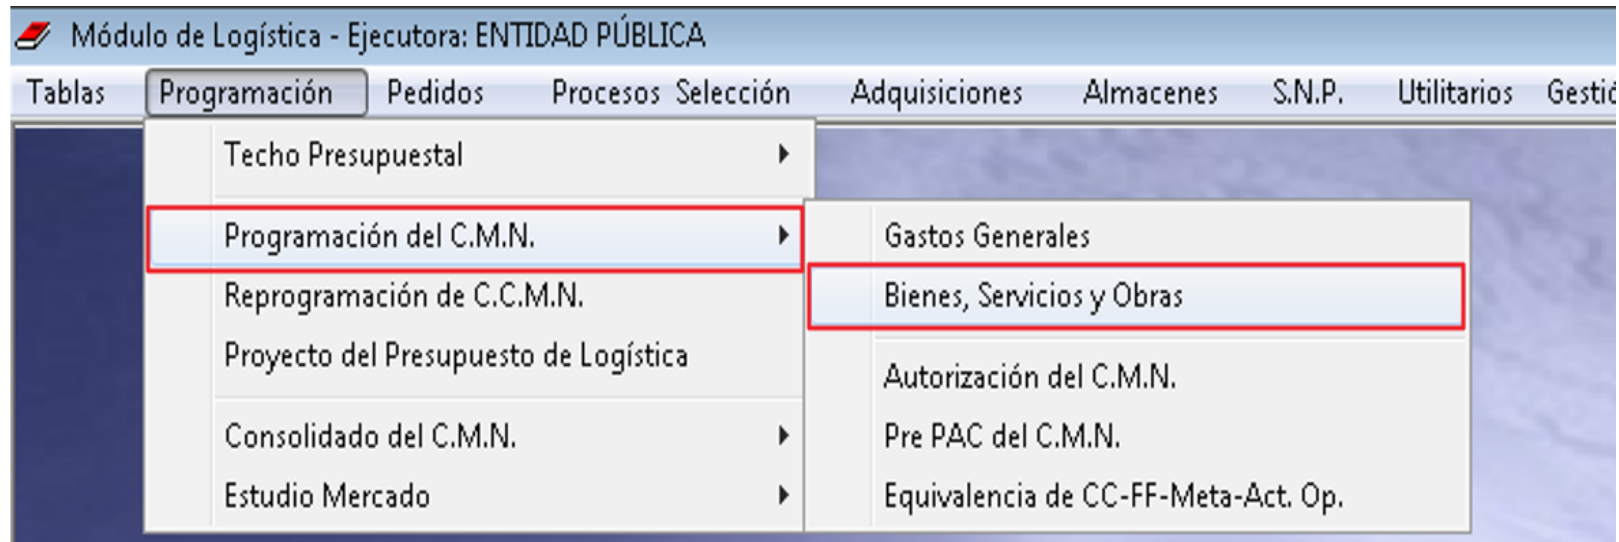 Módulo de Logística - Ejecutora: ENTIDAD PÚBLICA
Tablas Programación Pedidos Procesos Selección Adquisiciones Almacenes S.N.P. Utilitarios
Techo Presupuestal
Programación del C.M.N.
Reprogramación de C.C.M.N.
Proyecto del Presupuesto de Logística
Consolidado del C.M.N.
Estudio Mercado
Gastos Generales
Bienes, Servicios y Obras
Autorización del C.M.N.
Pre PAC del C.M.N.
Equivalencia de CC-FF-Meta-Act. Op.